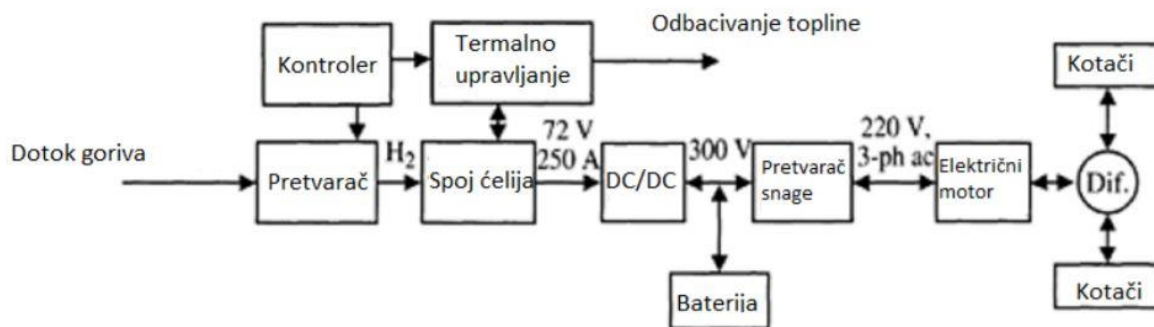 Odbacivanje topline
Kontroler
Termalno
upravljanje
Kotači
Dotok goriva
Pretvarač
H₂
Spoj ćelija
72 V
250 A
DC/DC
300 V
Pretvarač
snage
220 V,
3-ph ac
Električni
motor
Dif.
Baterija
Kotači